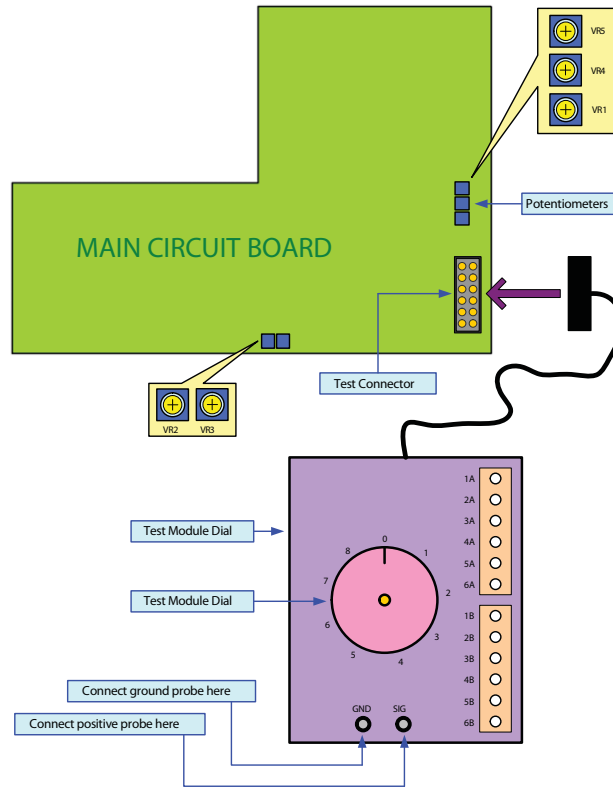 VR5
VR4
VR1
Potentiometers
MAIN CIRCUIT BOARD
Test Connector
VR2 VR3
1A
2A
3A
4A
5A
6A
Test Module Dial
0
8 1
7 2
6 3
5 4
Test Module Dial
1B
2B
3B
4B
5B
6B
Connect ground probe here
GND SIG
Connect positive probe here